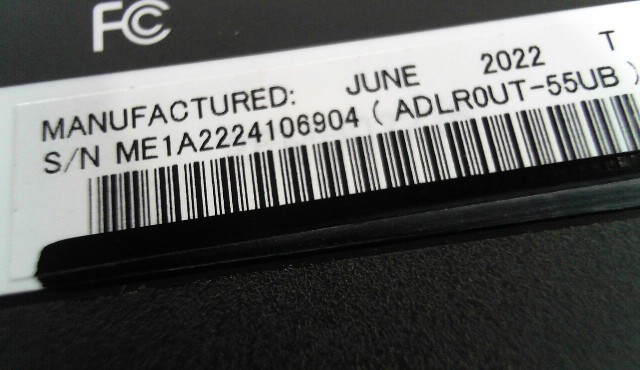 FC
MANUFACTURED: JUNE 2022 T
S/N ME1A2224106904 (ADLR0UT-55UB)